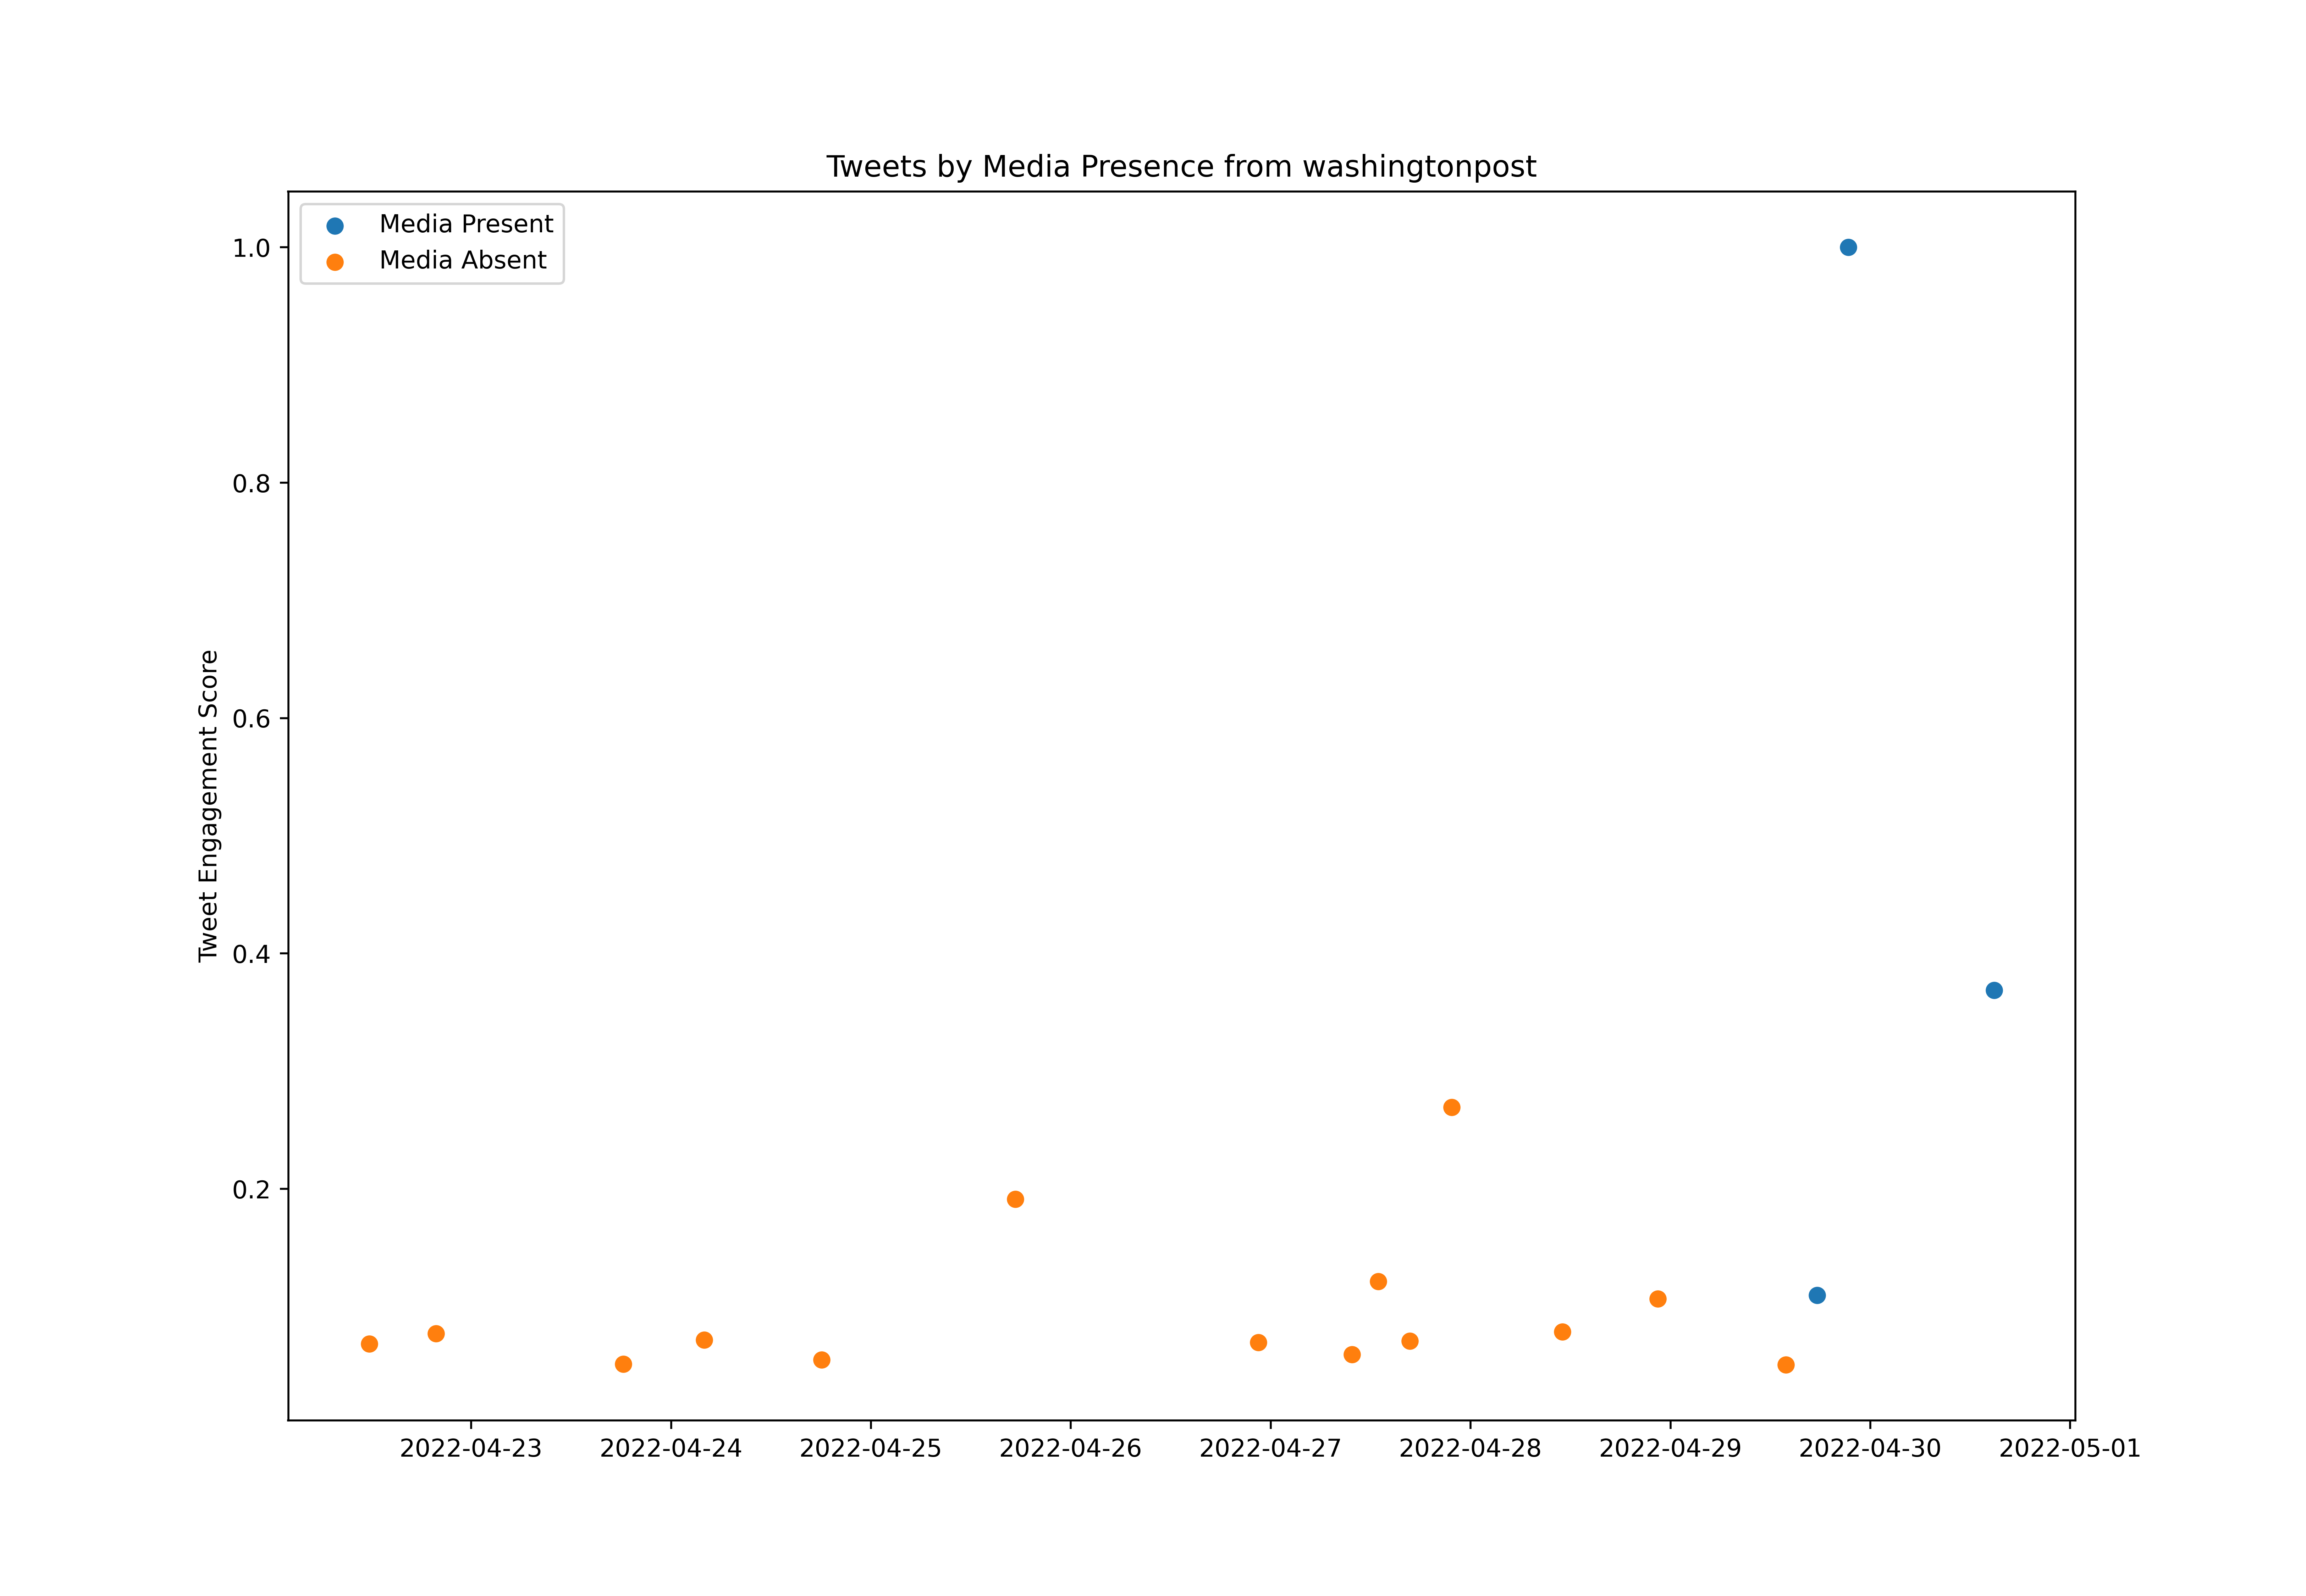 Tweets by Media Presence from washingtonpost
Media Present
Media Absent
Tweet Engagement Score
1.0
0.8
0.6
0.4
0.2
2022-04-23 2022-04-24 2022-04-25 2022-04-26 2022-04-27 2022-04-28 2022-04-29 2022-04-30 2022-05-01